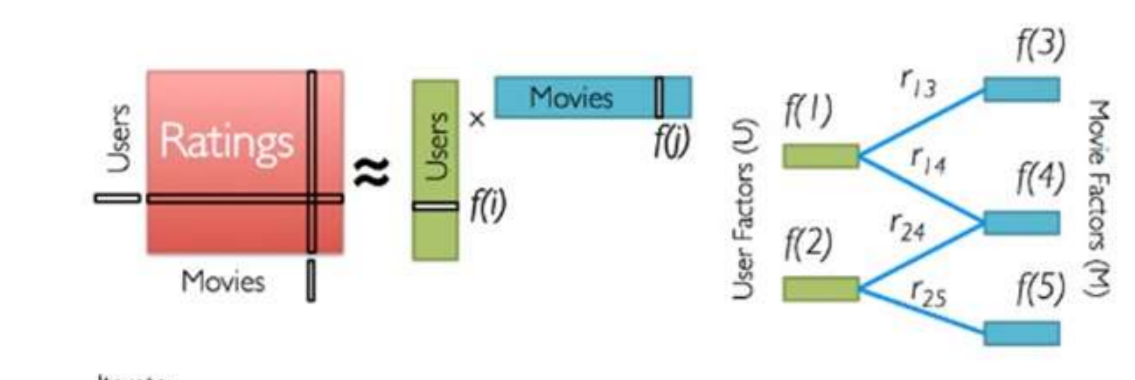 Users
Ratings
Movies
≈
Users
f(i)
x
Movies
f(j)
User Factors (U)
f(1)
f(2)
r13
r14
r24
r25
f(3)
f(4)
f(5)
Movie Factors (M)